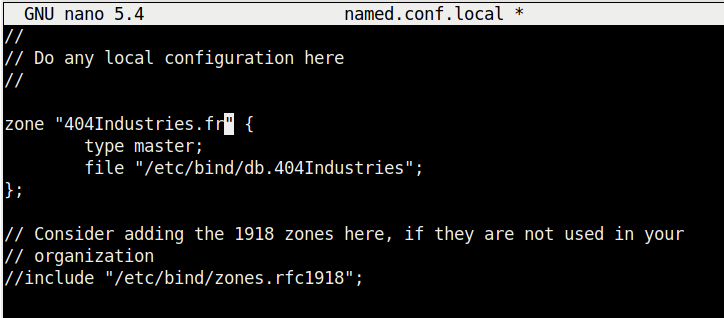 GNU nano 5.4 named.conf.local *
//
// Do any local configuration here
//
zone "404Industries.fr" {
type master;
file "/etc/bind/db.404Industries";
};
// Consider adding the 1918 zones here, if they are not used in your
// organization
//include "/etc/bind/zones.rfc1918";